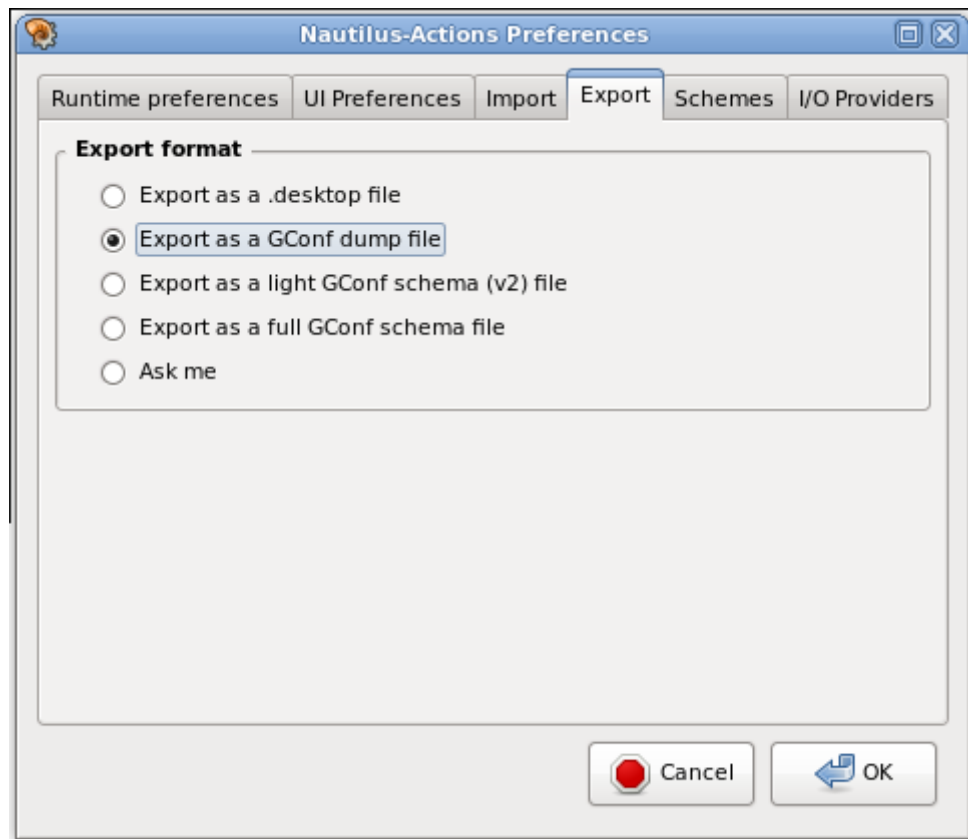 Nautilus-Actions Preferences
Runtime preferences UI Preferences Import Export Schemes I/O Providers
Export format
Export as a .desktop file
Export as a GConf dump file
Export as a light GConf schema (v2) file
Export as a full GConf schema file
Ask me
Cancel OK